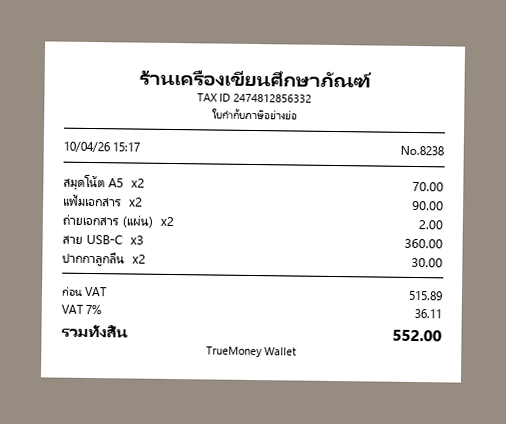 ร้านเครื่องเขียนศึกษาภัณฑ์
TAX ID 2474812856332
ใบกำกับภาษีอย่างย่อ
10/04/26 15:17 No.8238
สมุดโน้ต A5 x2 70.00
แฟ้มเอกสาร x2 90.00
ถ่ายเอกสาร (แผ่น) x2 2.00
สาย USB-C x3 360.00
ปากกาลูกลื่น x2 30.00
ก่อน VAT 515.89
VAT 7% 36.11
รวมทั้งสิ้น 552.00
TrueMoney Wallet